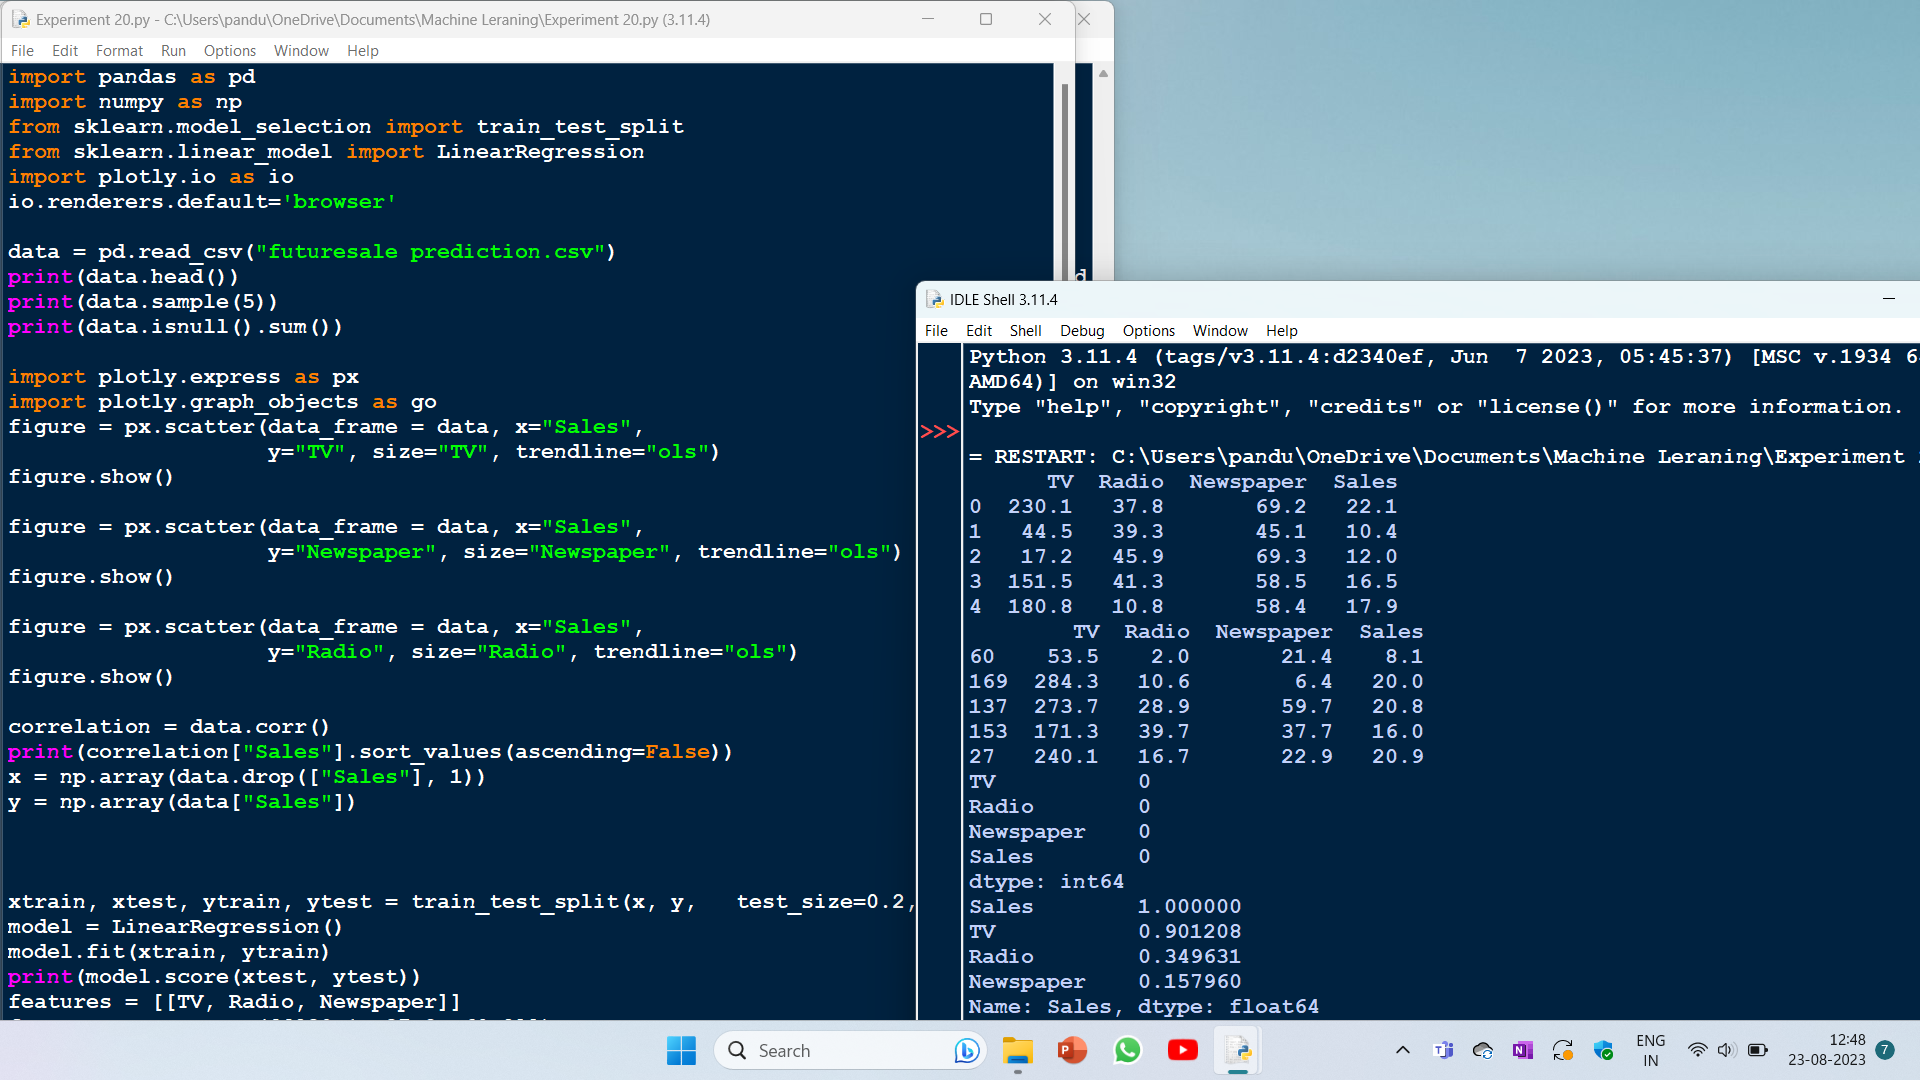 Experiment 20.py - C:\Users\pandu\OneDrive\Documents\Machine Leraning\Experiment 20.py (3.11.4)
File Edit Format Run Options Window Help
import pandas as pd
import numpy as np
from sklearn.model_selection import train_test_split
from sklearn.linear_model import LinearRegression
import plotly.io as io
io.renderers.default='browser'
data = pd.read_csv("futuresale prediction.csv")
print(data.head())
print(data.sample(5))
print(data.isnull().sum())
import plotly.express as px
import plotly.graph_objects as go
figure = px.scatter(data_frame = data, x="Sales",
y="TV", size="TV", trendline="ols")
figure.show()
figure = px.scatter(data_frame = data, x="Sales",
y="Newspaper", size="Newspaper", trendline="ols")
figure.show()
figure = px.scatter(data_frame = data, x="Sales",
y="Radio", size="Radio", trendline="ols")
figure.show()
correlation = data.corr()
print(correlation["Sales"].sort_values(ascending=False))
x = np.array(data.drop(["Sales"], 1))
y = np.array(data["Sales"])
xtrain, xtest, ytrain, ytest = train_test_split(x, y,   test_size=0.2,
model = LinearRegression()
model.fit(xtrain, ytrain)
print(model.score(xtest, ytest))
features = [[TV, Radio, Newspaper]]
d
IDLE Shell 3.11.4
File Edit Shell Debug Options Window Help
Python 3.11.4 (tags/v3.11.4:d2340ef, Jun  7 2023, 05:45:37) [MSC v.1934 6
AMD64)] on win32
Type "help", "copyright", "credits" or "license()" for more information.
>>>
= RESTART: C:\Users\pandu\OneDrive\Documents\Machine Leraning\Experiment
TV Radio Newspaper Sales
0 230.1 37.8 69.2 22.1
1 44.5 39.3 45.1 10.4
2 17.2 45.9 69.3 12.0
3 151.5 41.3 58.5 16.5
4 180.8 10.8 58.4 17.9
TV Radio Newspaper Sales
60 53.5 2.0 21.4 8.1
169 284.3 10.6 6.4 20.0
137 273.7 28.9 59.7 20.8
153 171.3 39.7 37.7 16.0
27 240.1 16.7 22.9 20.9
TV 0
Radio 0
Newspaper 0
Sales 0
dtype: int64
Sales 1.000000
TV 0.901208
Radio 0.349631
Newspaper 0.157960
Name: Sales, dtype: float64
Search
ENG
IN
12:48
23-08-2023
7